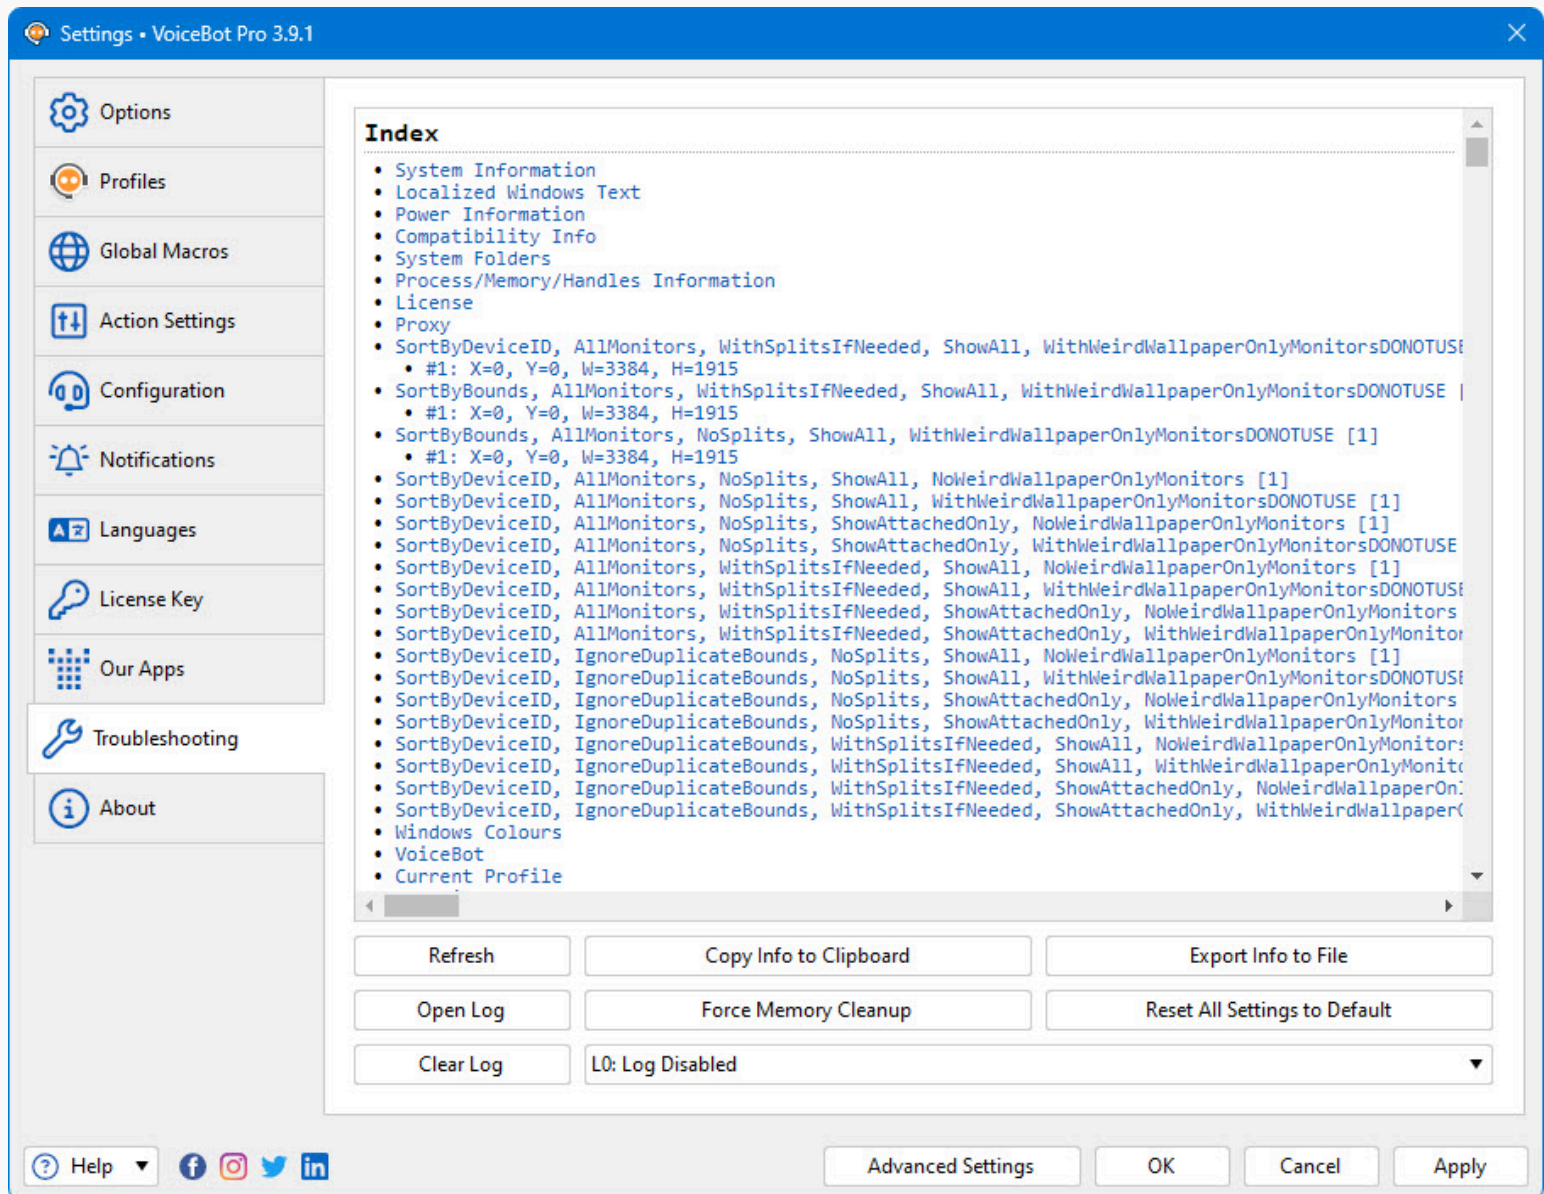 Settings • VoiceBot Pro 3.9.1
Options
Profiles
Global Macros
Action Settings
Configuration
Notifications
Languages
License Key
Our Apps
Troubleshooting
About
Index
• System Information
• Localized Windows Text
• Power Information
• Compatibility Info
• System Folders
• Process/Memory/Handles Information
• License
• Proxy
• SortByDeviceID, AllMonitors, WithSplitsIfNeeded, ShowAll, WithWeirdWallpaperOnlyMonitorsDONOTUSE
• #1: X=0, Y=0, W=3384, H=1915
• SortByBounds, AllMonitors, WithSplitsIfNeeded, ShowAll, WithWeirdWallpaperOnlyMonitorsDONOTUSE [
• #1: X=0, Y=0, W=3384, H=1915
• SortByBounds, AllMonitors, NoSplits, ShowAll, WithWeirdWallpaperOnlyMonitorsDONOTUSE [1]
• #1: X=0, Y=0, W=3384, H=1915
• SortByDeviceID, AllMonitors, NoSplits, ShowAll, NoWeirdWallpaperOnlyMonitors [1]
• SortByDeviceID, AllMonitors, NoSplits, ShowAll, WithWeirdWallpaperOnlyMonitorsDONOTUSE [1]
• SortByDeviceID, AllMonitors, NoSplits, ShowAttachedOnly, NoWeirdWallpaperOnlyMonitors [1]
• SortByDeviceID, AllMonitors, NoSplits, ShowAttachedOnly, WithWeirdWallpaperOnlyMonitorsDONOTUSE
• SortByDeviceID, AllMonitors, WithSplitsIfNeeded, ShowAll, NoWeirdWallpaperOnlyMonitors [1]
• SortByDeviceID, AllMonitors, WithSplitsIfNeeded, ShowAll, WithWeirdWallpaperOnlyMonitorsDONOTUSE
• SortByDeviceID, AllMonitors, WithSplitsIfNeeded, ShowAttachedOnly, NoWeirdWallpaperOnlyMonitors
• SortByDeviceID, AllMonitors, WithSplitsIfNeeded, ShowAttachedOnly, WithWeirdWallpaperOnlyMonitor
• SortByDeviceID, IgnoreDuplicateBounds, NoSplits, ShowAll, NoWeirdWallpaperOnlyMonitors [1]
• SortByDeviceID, IgnoreDuplicateBounds, NoSplits, ShowAll, WithWeirdWallpaperOnlyMonitorsDONOTUSE
• SortByDeviceID, IgnoreDuplicateBounds, NoSplits, ShowAttachedOnly, NoWeirdWallpaperOnlyMonitors
• SortByDeviceID, IgnoreDuplicateBounds, NoSplits, ShowAttachedOnly, WithWeirdWallpaperOnlyMonitor
• SortByDeviceID, IgnoreDuplicateBounds, WithSplitsIfNeeded, ShowAll, NoWeirdWallpaperOnlyMonitors
• SortByDeviceID, IgnoreDuplicateBounds, WithSplitsIfNeeded, ShowAll, WithWeirdWallpaperOnlyMonito
• SortByDeviceID, IgnoreDuplicateBounds, WithSplitsIfNeeded, ShowAttachedOnly, NoWeirdWallpaperOnl
• SortByDeviceID, IgnoreDuplicateBounds, WithSplitsIfNeeded, ShowAttachedOnly, WithWeirdWallpaperO
• Windows Colours
• VoiceBot
• Current Profile
Refresh
Copy Info to Clipboard
Export Info to File
Open Log
Force Memory Cleanup
Reset All Settings to Default
Clear Log
L0: Log Disabled
Help
Advanced Settings
OK
Cancel
Apply